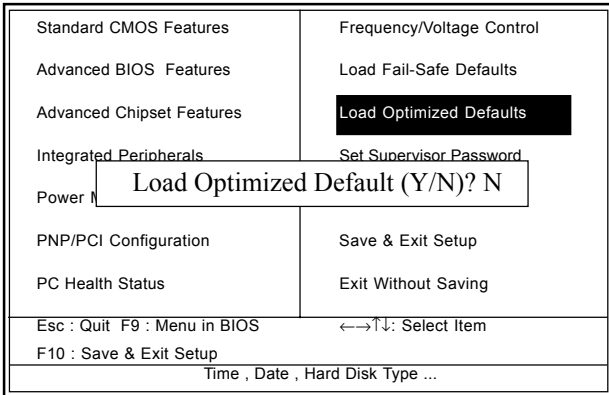 Standard CMOS Features
Frequency/Voltage Control
Advanced BIOS Features
Load Fail-Safe Defaults
Advanced Chipset Features
Load Optimized Defaults
Integrated Peripherals
Set Supervisor Password
Power
Load Optimized Default (Y/N)? N
PNP/PCI Configuration
Save & Exit Setup
PC Health Status
Exit Without Saving
Esc : Quit F9 : Menu in BIOS
←→↑↓: Select Item
F10 : Save & Exit Setup
Time , Date , Hard Disk Type ...